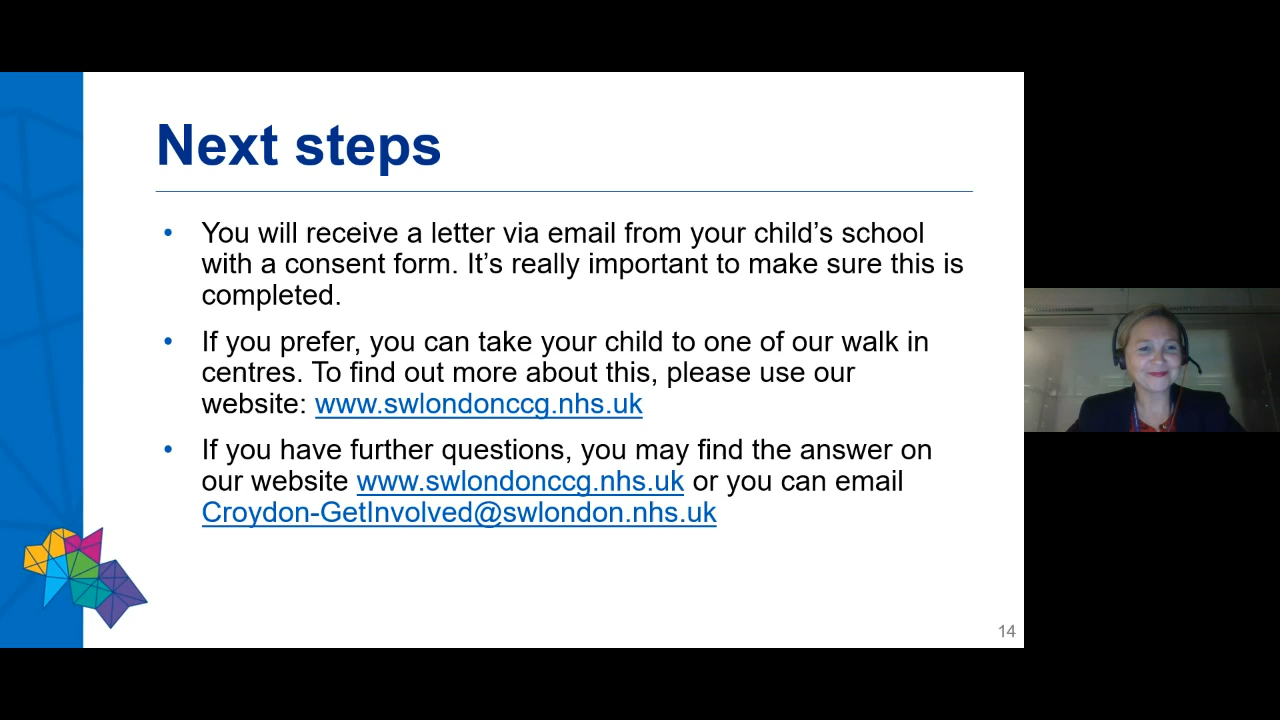 Next steps
• You will receive a letter via email from your child’s school
with a consent form. It’s really important to make sure this is
completed.
• If you prefer, you can take your child to one of our walk in
centres. To find out more about this, please use our
website: www.swlondonccg.nhs.uk
• If you have further questions, you may find the answer on
our website www.swlondonccg.nhs.uk or you can email
Croydon-GetInvolved@swlondon.nhs.uk
14